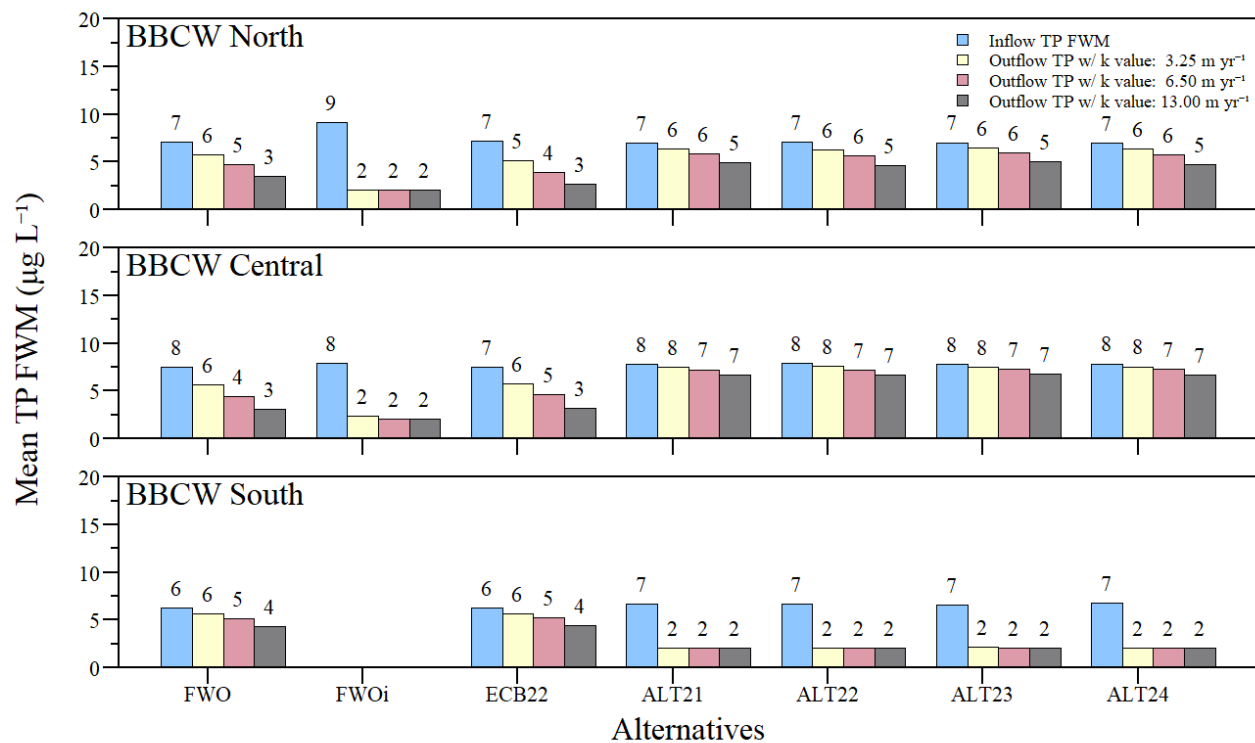 BBCW North
Inflow TP FWM
Outflow TP w/ k value: 3.25 m yr⁻¹
Outflow TP w/ k value: 6.50 m yr⁻¹
Outflow TP w/ k value: 13.00 m yr⁻¹
20
15
10
5
0
7 6 5 3
9 2 2 2
7 5 4 3
7 6 6 5
7 6 6 5
7 6 6 5
7 6 6 5
Mean TP FWM (µg L⁻¹)
BBCW Central
20
15
10
5
0
8 6 4 3
8 2 2 2
7 6 5 3
8 8 7 7
8 8 7 7
8 8 7 7
8 8 7 7
BBCW South
20
15
10
5
0
6 6 5 4
6 6 5 4
7 2 2 2
7 2 2 2
7 2 2 2
7 2 2 2
FWO FWOi ECB22 ALT21 ALT22 ALT23 ALT24
Alternatives